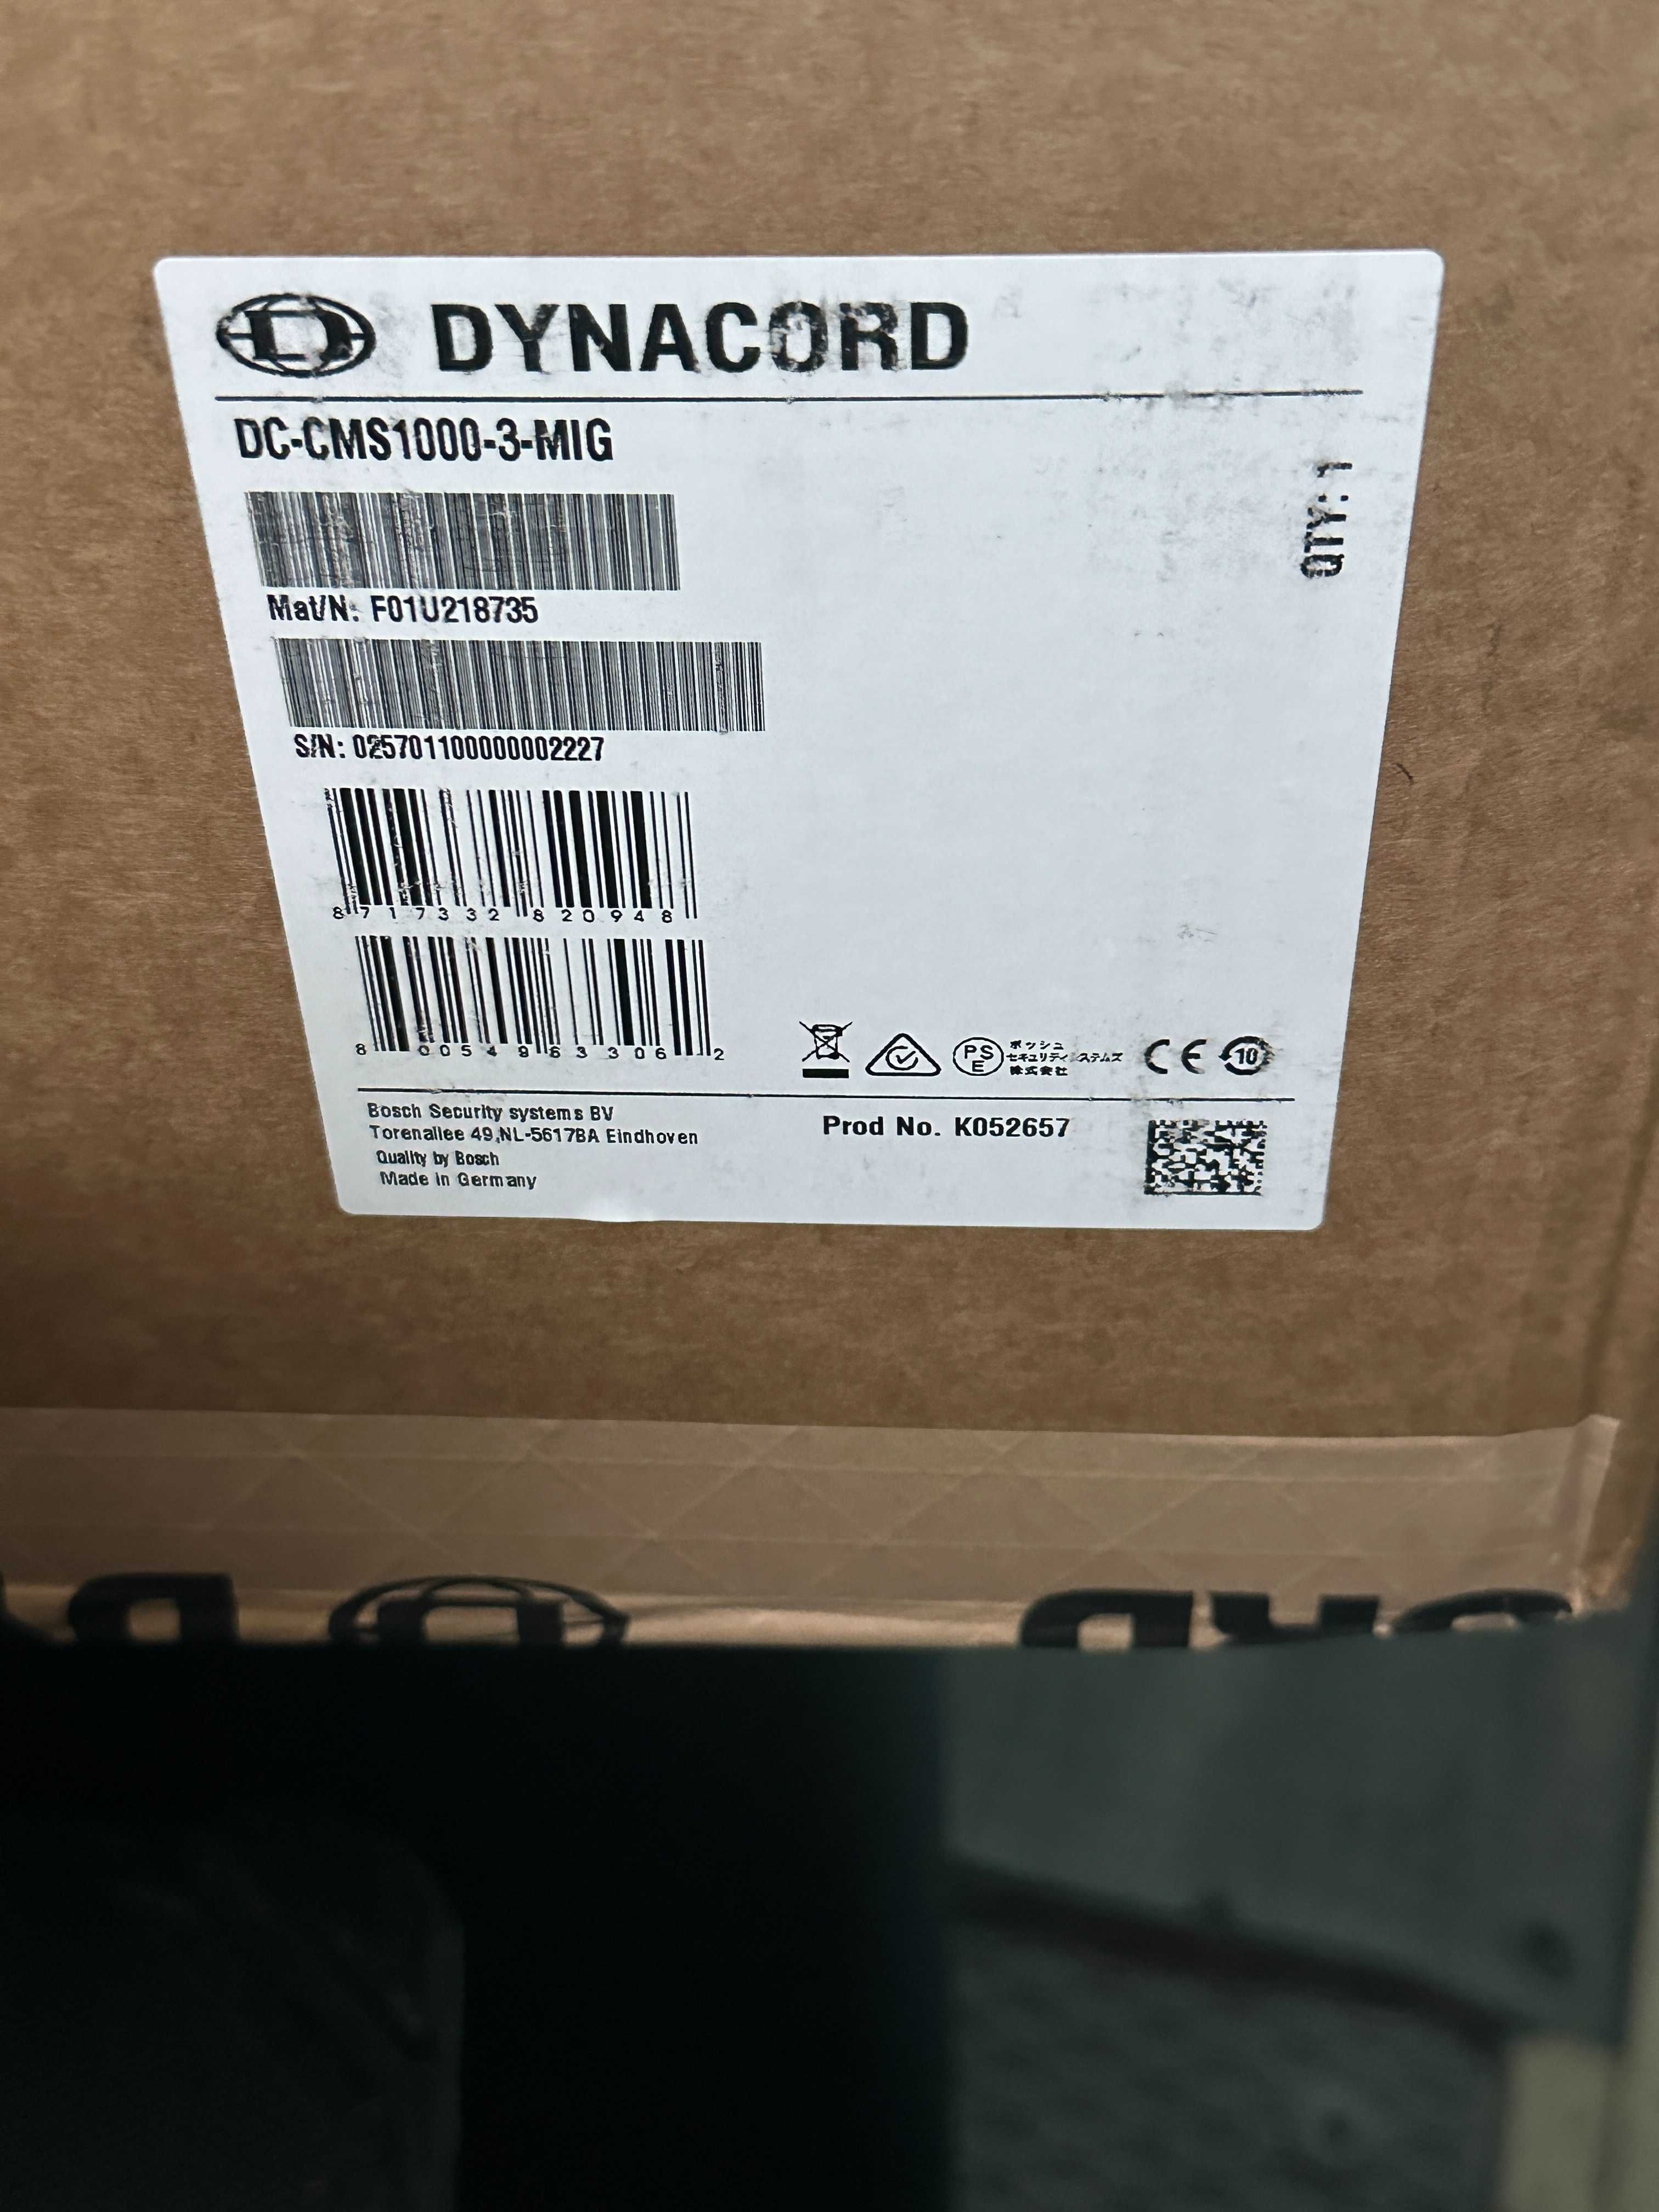 DYNACORD
DC-CMS1000-3-MIG
QTY: 1
Mat/N: F01U218735
S/N: 025701100000002227
8 717332 820948
8 00549 63306 2
PS
E
ボッシュ
セキュリティシステムズ
株式会社
CE
10
Bosch Security systems BV
Torenallee 49,NL-5617BA Eindhoven
Quality by Bosch
Made in Germany
Prod No. K052657